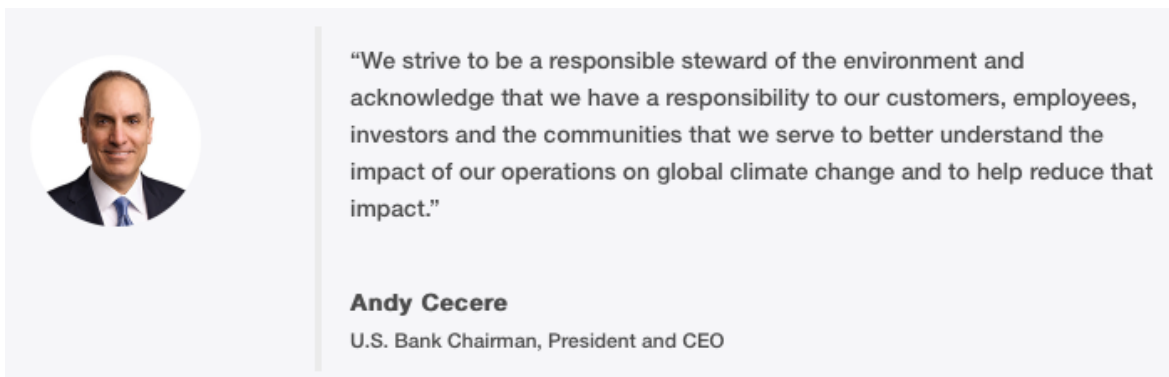 “We strive to be a responsible steward of the environment and
acknowledge that we have a responsibility to our customers, employees,
investors and the communities that we serve to better understand the
impact of our operations on global climate change and to help reduce that
impact.”
Andy Cecere
U.S. Bank Chairman, President and CEO